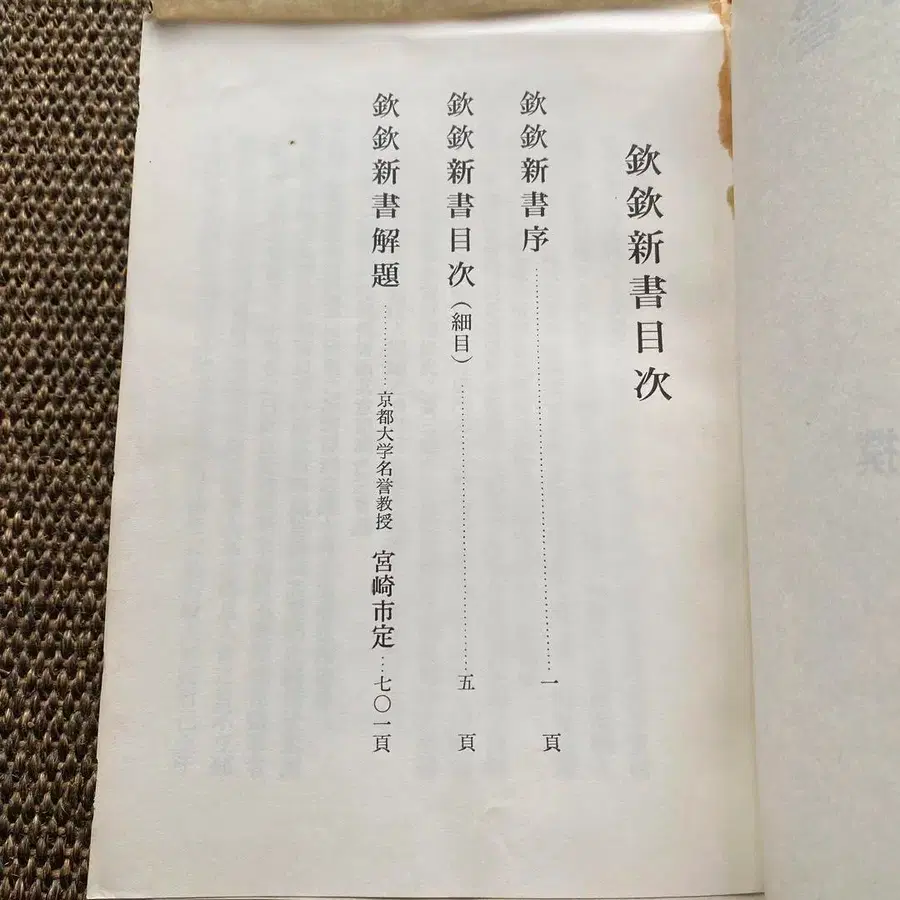 欽欽新書目次
欽欽新書序……一頁
欽欽新書目次(細目)……五頁
欽欽新書解題……京都大学名誉教授 宮崎市定…七〇一頁